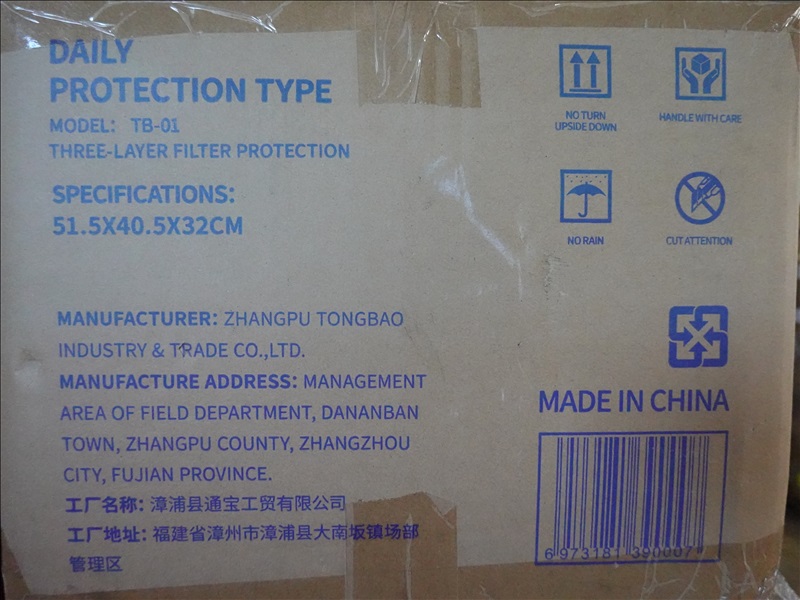 DAILY
PROTECTION TYPE
MODEL: TB-01
THREE-LAYER FILTER PROTECTION
SPECIFICATIONS:
51.5X40.5X32CM
NO TURN
UPSIDE DOWN
HANDLE WITH CARE
NO RAIN
CUT ATTENTION
MANUFACTURER: ZHANGPU TONGBAO
INDUSTRY & TRADE CO.,LTD.
MANUFACTURE ADDRESS: MANAGEMENT
AREA OF FIELD DEPARTMENT, DANANBAN
TOWN, ZHANGPU COUNTY, ZHANGZHOU
CITY, FUJIAN PROVINCE.
工厂名称: 漳浦县通宝工贸有限公司
工厂地址: 福建省漳州市漳浦县大南坂镇场部
管理区
MADE IN CHINA
6 973181 390007